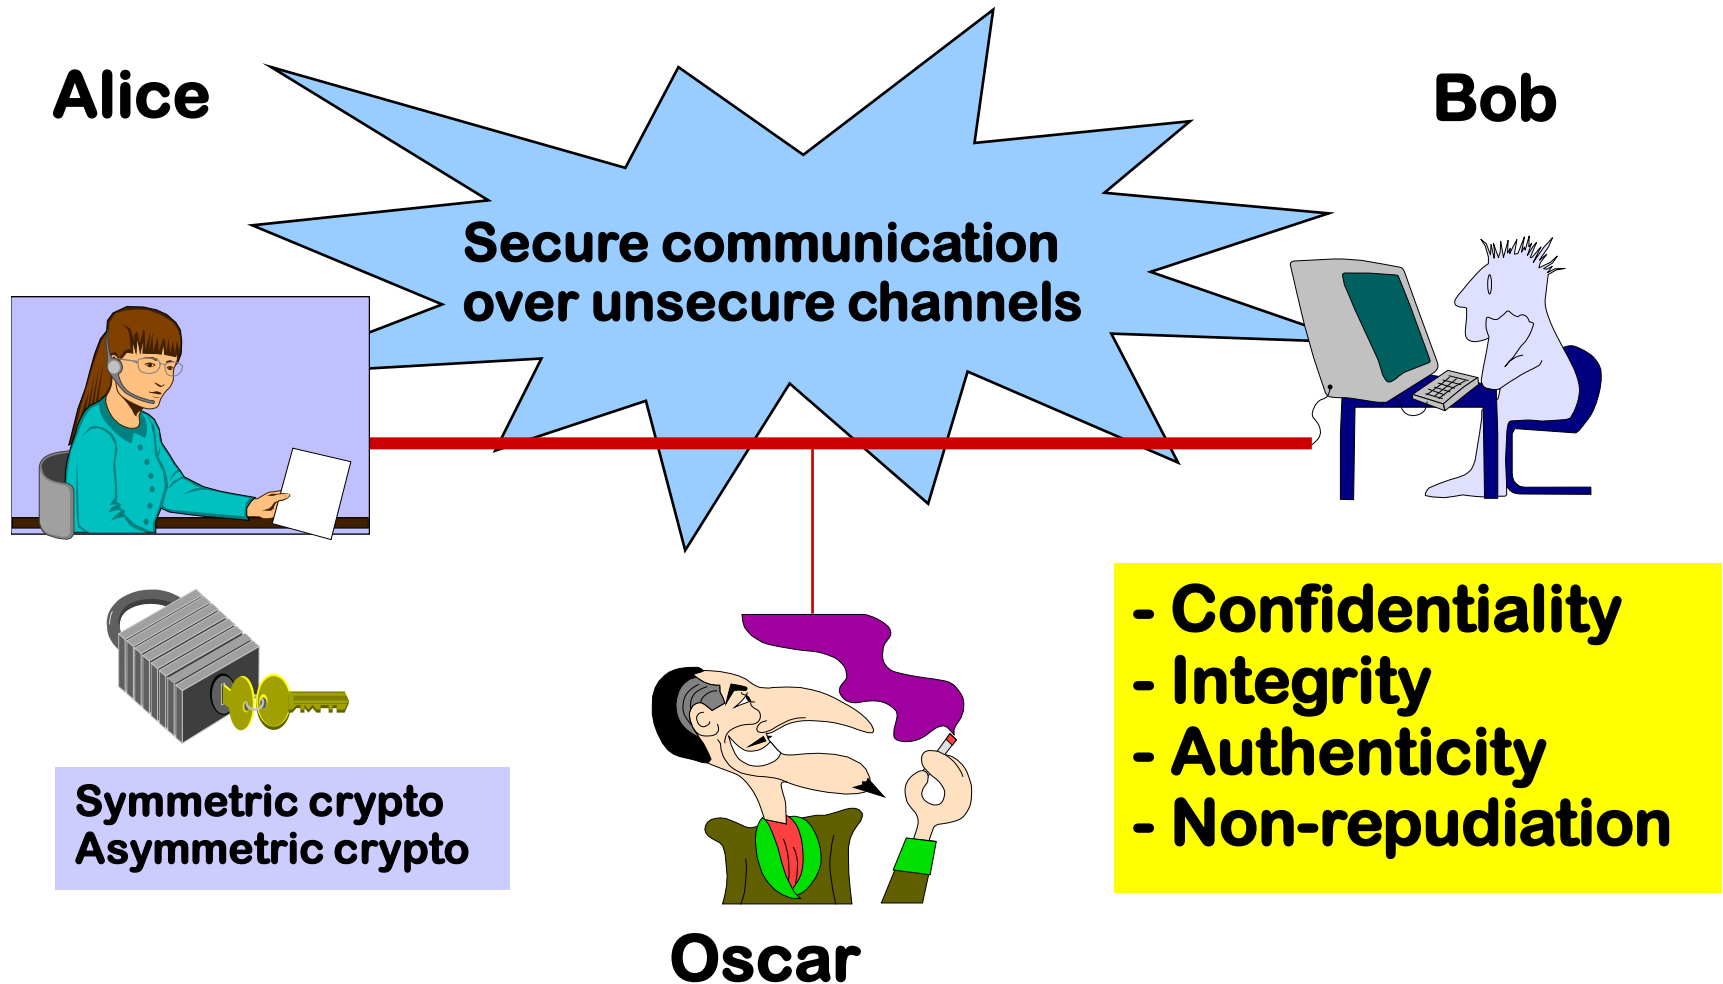 Alice
Bob
Secure communication
over unsecure channels
Symmetric crypto
Asymmetric crypto
- Confidentiality
- Integrity
- Authenticity
- Non-repudiation
Oscar